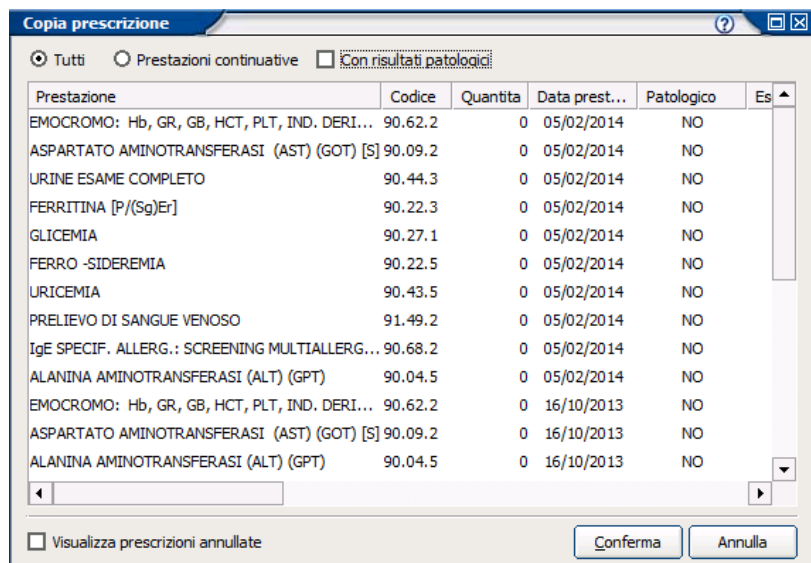 Copia prescrizione
Tutti Prestazioni continuative Con risultati patologici
Prestazione Codice Quantita Data prest... Patologico Es
EMOCROMO: Hb, GR, GB, HCT, PLT, IND. DERI... 90.62.2 0 05/02/2014 NO
ASPARTATO AMINOTRANSFERASI (AST) (GOT) [S] 90.09.2 0 05/02/2014 NO
URINE ESAME COMPLETO 90.44.3 0 05/02/2014 NO
FERRITINA [P/(Sg)Er] 90.22.3 0 05/02/2014 NO
GLICEMIA 90.27.1 0 05/02/2014 NO
FERRO -SIDEREMIA 90.22.5 0 05/02/2014 NO
URICEMIA 90.43.5 0 05/02/2014 NO
PRELIEVO DI SANGUE VENOSO 91.49.2 0 05/02/2014 NO
IgE SPECIF. ALLERG.: SCREENING MULTIALLERG... 90.68.2 0 05/02/2014 NO
ALANINA AMINOTRANSFERASI (ALT) (GPT) 90.04.5 0 05/02/2014 NO
EMOCROMO: Hb, GR, GB, HCT, PLT, IND. DERI... 90.62.2 0 16/10/2013 NO
ASPARTATO AMINOTRANSFERASI (AST) (GOT) [S] 90.09.2 0 16/10/2013 NO
ALANINA AMINOTRANSFERASI (ALT) (GPT) 90.04.5 0 16/10/2013 NO
Visualizza prescrizioni annullate Conferma Annulla